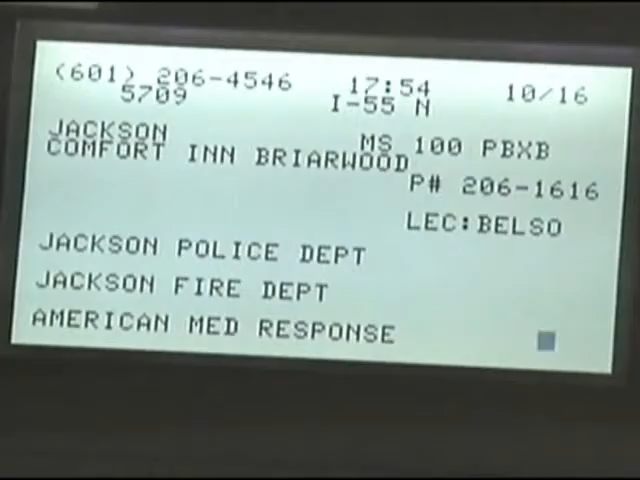 (601) 206-4546 17:54 10/16
5709 I-55 N
JACKSON MS 100 PBXB
COMFORT INN BRIARWOOD
P# 206-1616
LEC:BELSO
JACKSON POLICE DEPT
JACKSON FIRE DEPT
AMERICAN MED RESPONSE